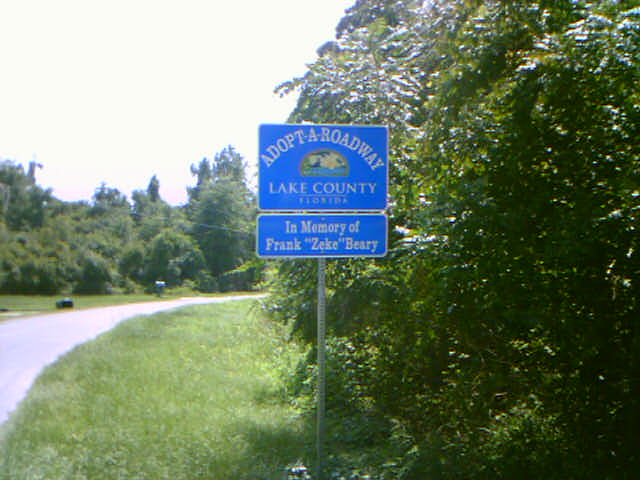 ADOPT-A-ROADWAY
LAKE COUNTY
FLORIDA
In Memory of
Frank "Zeke" Beary